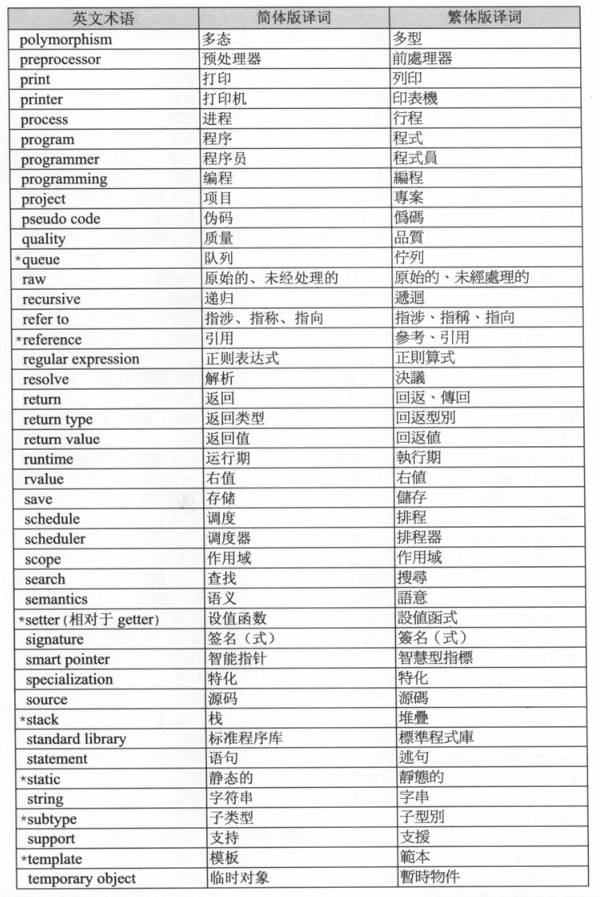 英文术语 简体版译词 繁体版译词
polymorphism 多态 多型
preprocessor 预处理器 前處理器
print 打印 列印
printer 打印机 印表機
process 进程 行程
program 程序 程式
programmer 程序员 程式員
programming 编程 編程
project 项目 專案
pseudo code 伪码 僞碼
quality 质量 品質
*queue 队列 佇列
raw 原始的、未经处理的 原始的、未經處理的
recursive 递归 遞迴
refer to 指涉、指称、指向 指涉、指稱、指向
*reference 引用 參考、引用
regular expression 正则表达式 正則算式
resolve 解析 決議
return 返回 回返、傳回
return type 返回类型 回返型別
return value 返回值 回返値
runtime 运行期 執行期
rvalue 右值 右値
save 存储 儲存
schedule 调度 排程
scheduler 调度器 排程器
scope 作用域 作用域
search 查找 搜尋
semantics 语义 語意
*setter (相对于 getter) 设值函数 設値函式
signature 签名（式） 簽名（式）
smart pointer 智能指针 智慧型指標
specialization 特化 特化
source 源码 源碼
*stack 栈 堆疊
standard library 标准程序库 標準程式庫
statement 语句 述句
*static 静态的 靜態的
string 字符串 字串
*subtype 子类型 子型別
support 支持 支援
*template 模板 範本
temporary object 临时对象 暫時物件